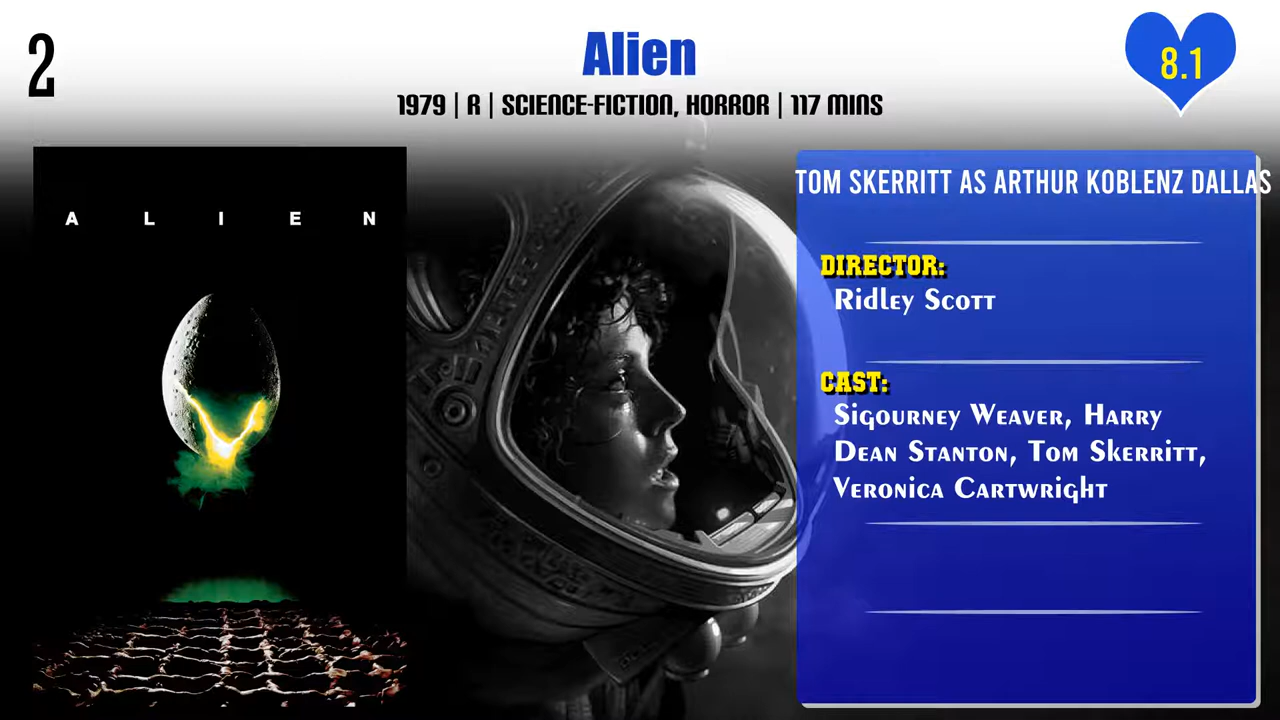 2
Alien
8.1
1979 | R | SCIENCE-FICTION, HORROR | 117 MINS
A L I E N
TOM SKERRITT AS ARTHUR KOBLENZ DALLAS
DIRECTOR:
Ridley Scott
CAST:
Sigourney Weaver, Harry
Dean Stanton, Tom Skerritt,
Veronica Cartwright